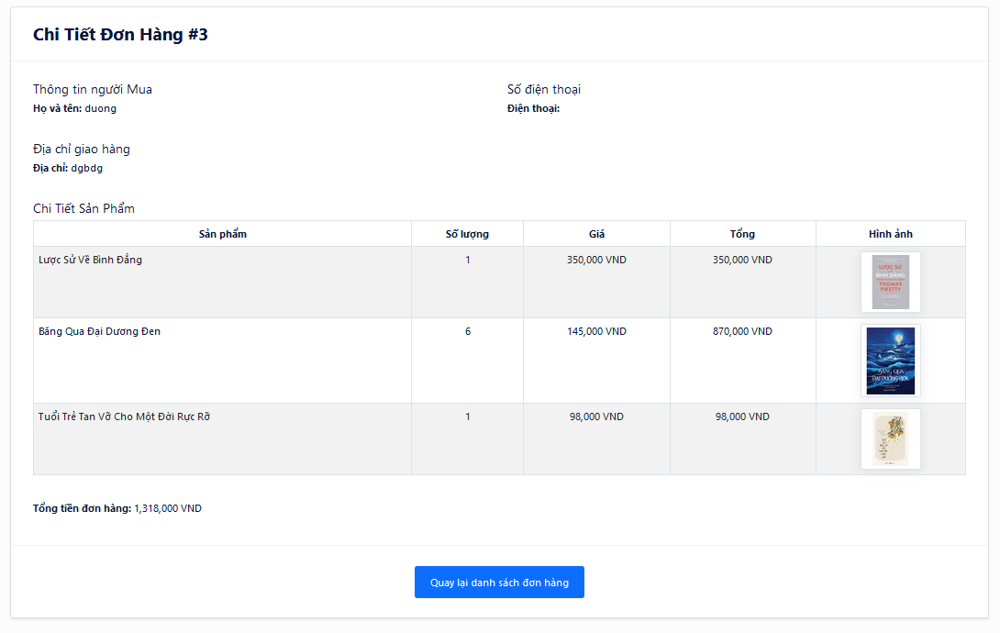 Chi Tiết Đơn Hàng #3
Thông tin người Mua
Họ và tên: duong
Số điện thoại
Điện thoại:
Địa chỉ giao hàng
Địa chỉ: dgbdg
Chi Tiết Sản Phẩm
Sản phẩm Số lượng Giá Tổng Hình ảnh
Lược Sử Về Bình Đẳng 1 350,000 VND 350,000 VND
LƯỢC SỬ
BÌNH ĐẲNG
THOMAS
PIKETTY
Băng Qua Đại Dương Đen 6 145,000 VND 870,000 VND
BĂNG QUA
ĐẠI DƯƠNG ĐEN
Tuổi Trẻ Tan Vỡ Cho Một Đời Rực Rỡ 1 98,000 VND 98,000 VND
Tổng tiền đơn hàng: 1,318,000 VND
Quay lại danh sách đơn hàng